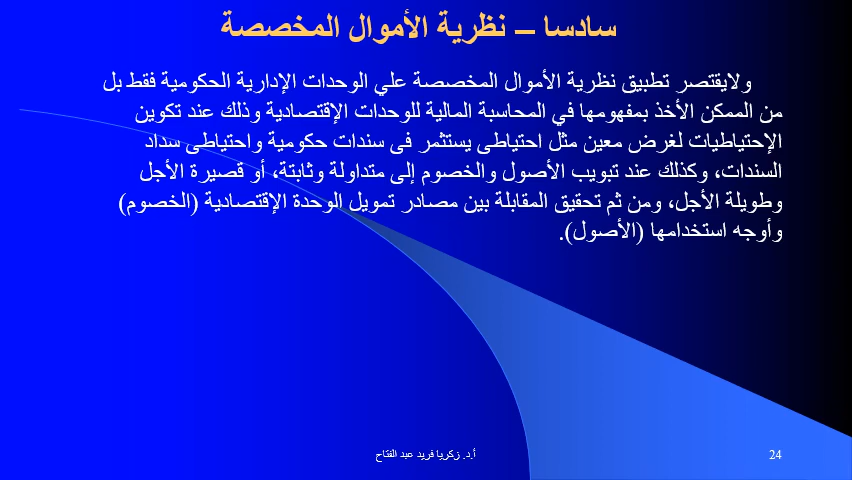 سادسا – نظرية الأموال المخصصة
ولايقتصر تطبيق نظرية الأموال المخصصة علي الوحدات الإدارية الحكومية فقط بل
من الممكن الأخذ بمفهومها في المحاسبة المالية للوحدات الإقتصادية وذلك عند تكوين
الإحتياطيات لغرض معين مثل احتياطى يستثمر فى سندات حكومية واحتياطى سداد
السندات، وكذلك عند تبويب الأصول والخصوم إلى متداولة وثابتة، أو قصيرة الأجل
وطويلة الأجل، ومن ثم تحقيق المقابلة بين مصادر تمويل الوحدة الإقتصادية (الخصوم)
وأوجه استخدامها (الأصول).
أ.د. زكريا فريد عبد الفتاح
24